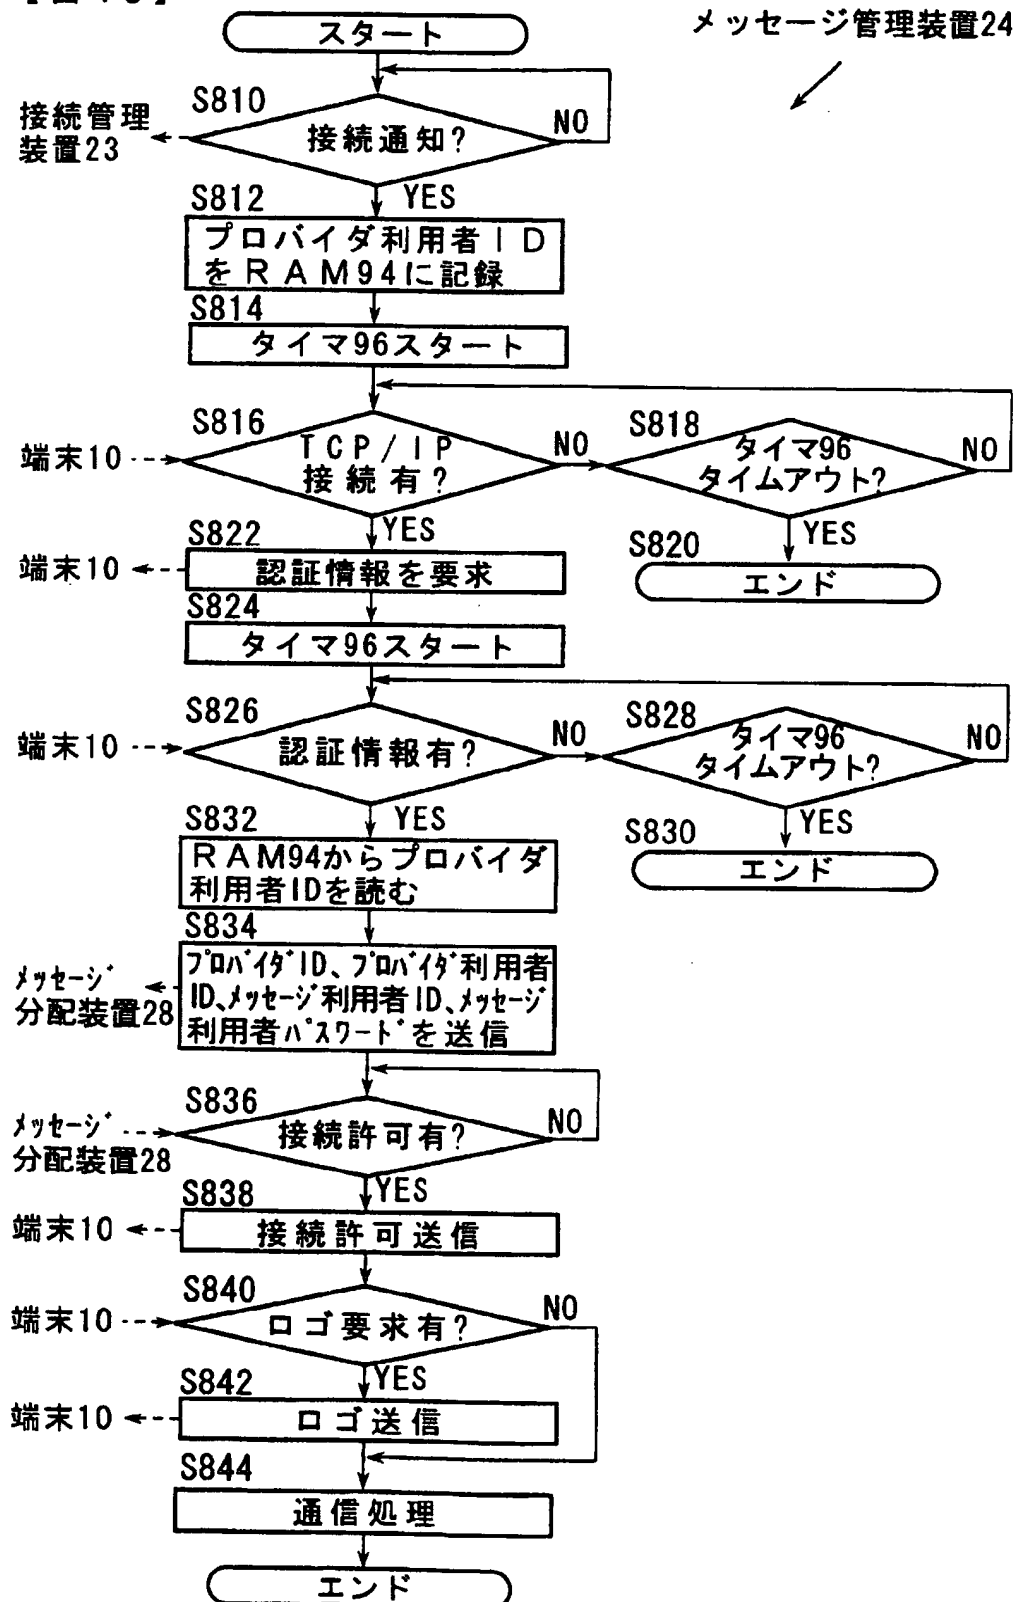 スタート
メッセージ管理装置24
S810
接続管理
装置23
接続通知?
NO
YES
S812
プロバイダ利用者ID
をRAM94に記録
S814
タイマ96スタート
S816
端末10
TCP/IP
接続有?
NO
S818
タイマ96
タイムアウト?
NO
YES
YES
S820
エンド
S822
端末10
認証情報を要求
S824
タイマ96スタート
S826
端末10
認証情報有?
NO
S828
タイマ96
タイムアウト?
NO
YES
YES
S830
エンド
S832
RAM94からプロバイダ
利用者IDを読む
S834
メッセージ
分配装置28
プロバイダID、プロバイダ利用者
ID、メッセージ利用者ID、メッセージ
利用者パスワードを送信
S836
メッセージ
分配装置28
接続許可有?
NO
YES
S838
端末10
接続許可送信
S840
端末10
ロゴ要求有?
NO
YES
S842
端末10
ロゴ送信
S844
通信処理
エンド